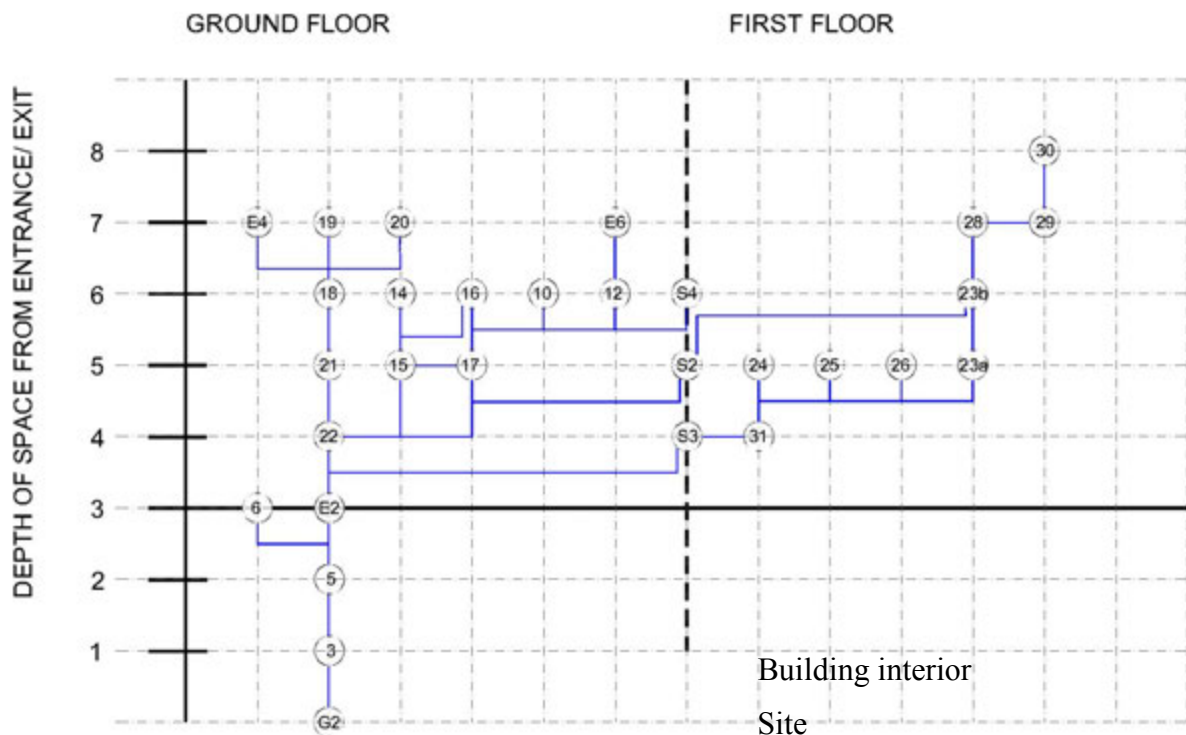 GROUND FLOOR FIRST FLOOR
DEPTH OF SPACE FROM ENTRANCE/ EXIT
8 30
7 E4 19 20 E6 28 29
6 18 14 16 10 12 S4 23b
5 21 15 17 S2 24 25 26 23a
4 22 S3 31
3 6 E2
2 5
1 3
Building interior
G2 Site